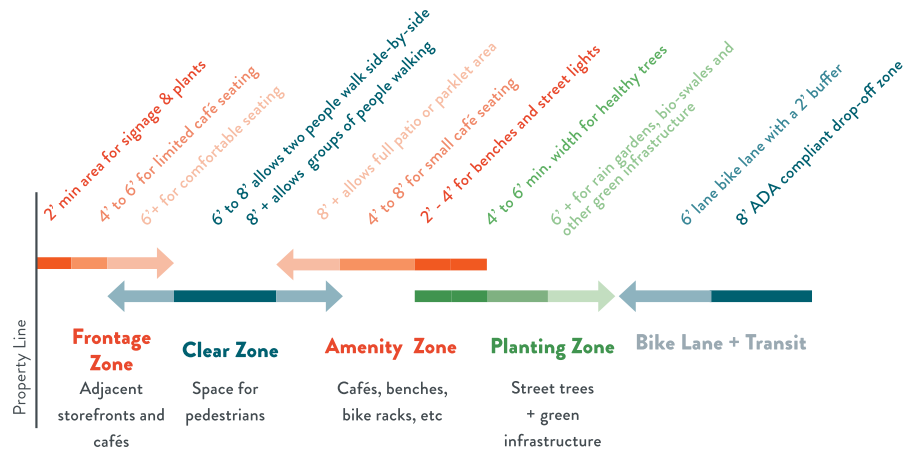 2’ min area for signage & plants
4’ to 6’ for limited café seating
6’+ for comfortable seating
6’ to 8’ allows two people walk side-by-side
8’ + allows  groups of people walking
8’ + allows full patio or parklet area
4’ to 8’ for small café seating
2’ - 4’ for benches and street lights
4’ to 6’ min. width for healthy trees
6’ + for rain gardens, bio-swales and
other green infrastructure
6’ lane bike lane with a 2’ buffer
8’ ADA compliant drop-off zone
Property Line
Frontage
Zone
Adjacent
storefronts and
cafés
Clear Zone
Space for
pedestrians
Amenity  Zone
Cafés, benches,
bike racks, etc
Planting Zone
Street trees
+ green
infrastructure
Bike Lane + Transit